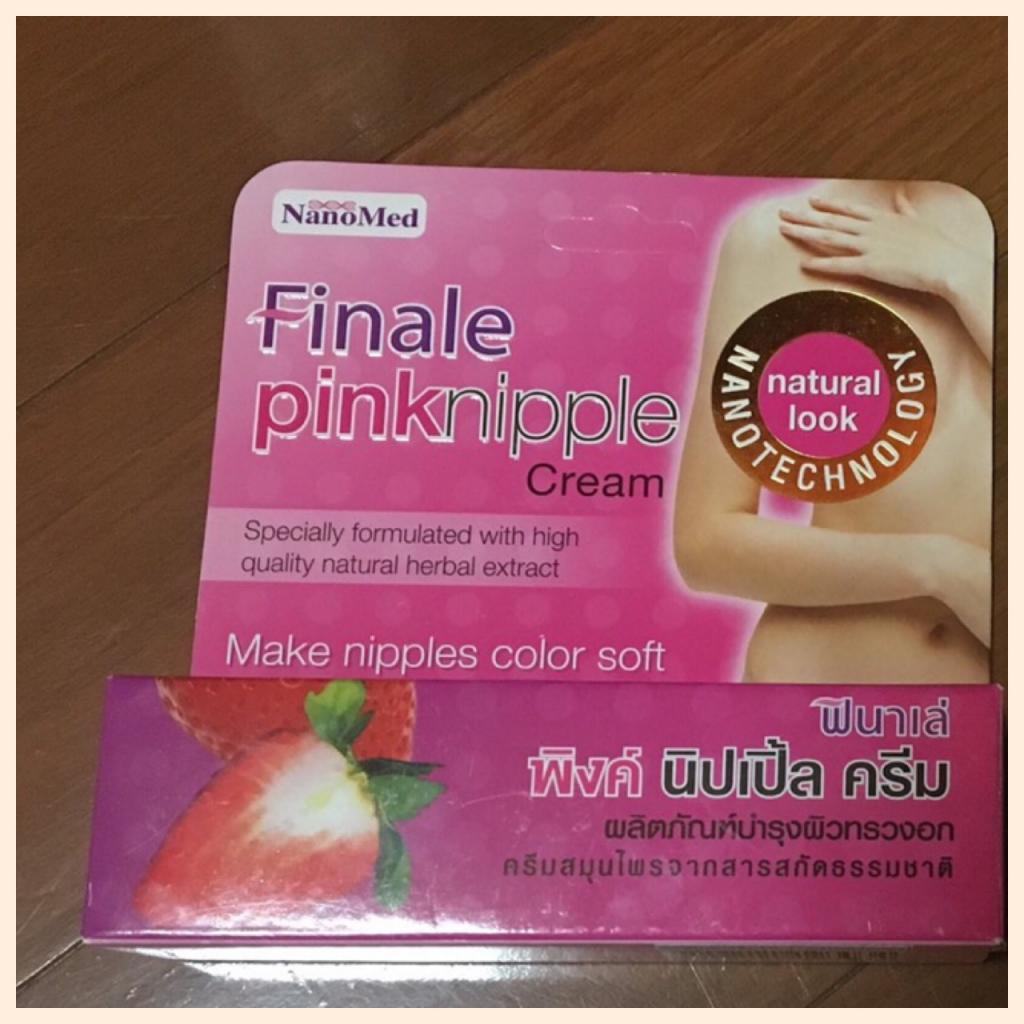 NanoMed
Finale
pinknipple
Cream
Specially formulated with high
quality natural herbal extract
Make nipples color soft
natural
look
NANOTECHNOLOGY
ฟินาเล่
พิงค์ นิปเปิ้ล ครีม
ผลิตภัณฑ์บำรุงผิวทรวงอก
ครีมสมุนไพรจากสารสกัดธรรมชาติ